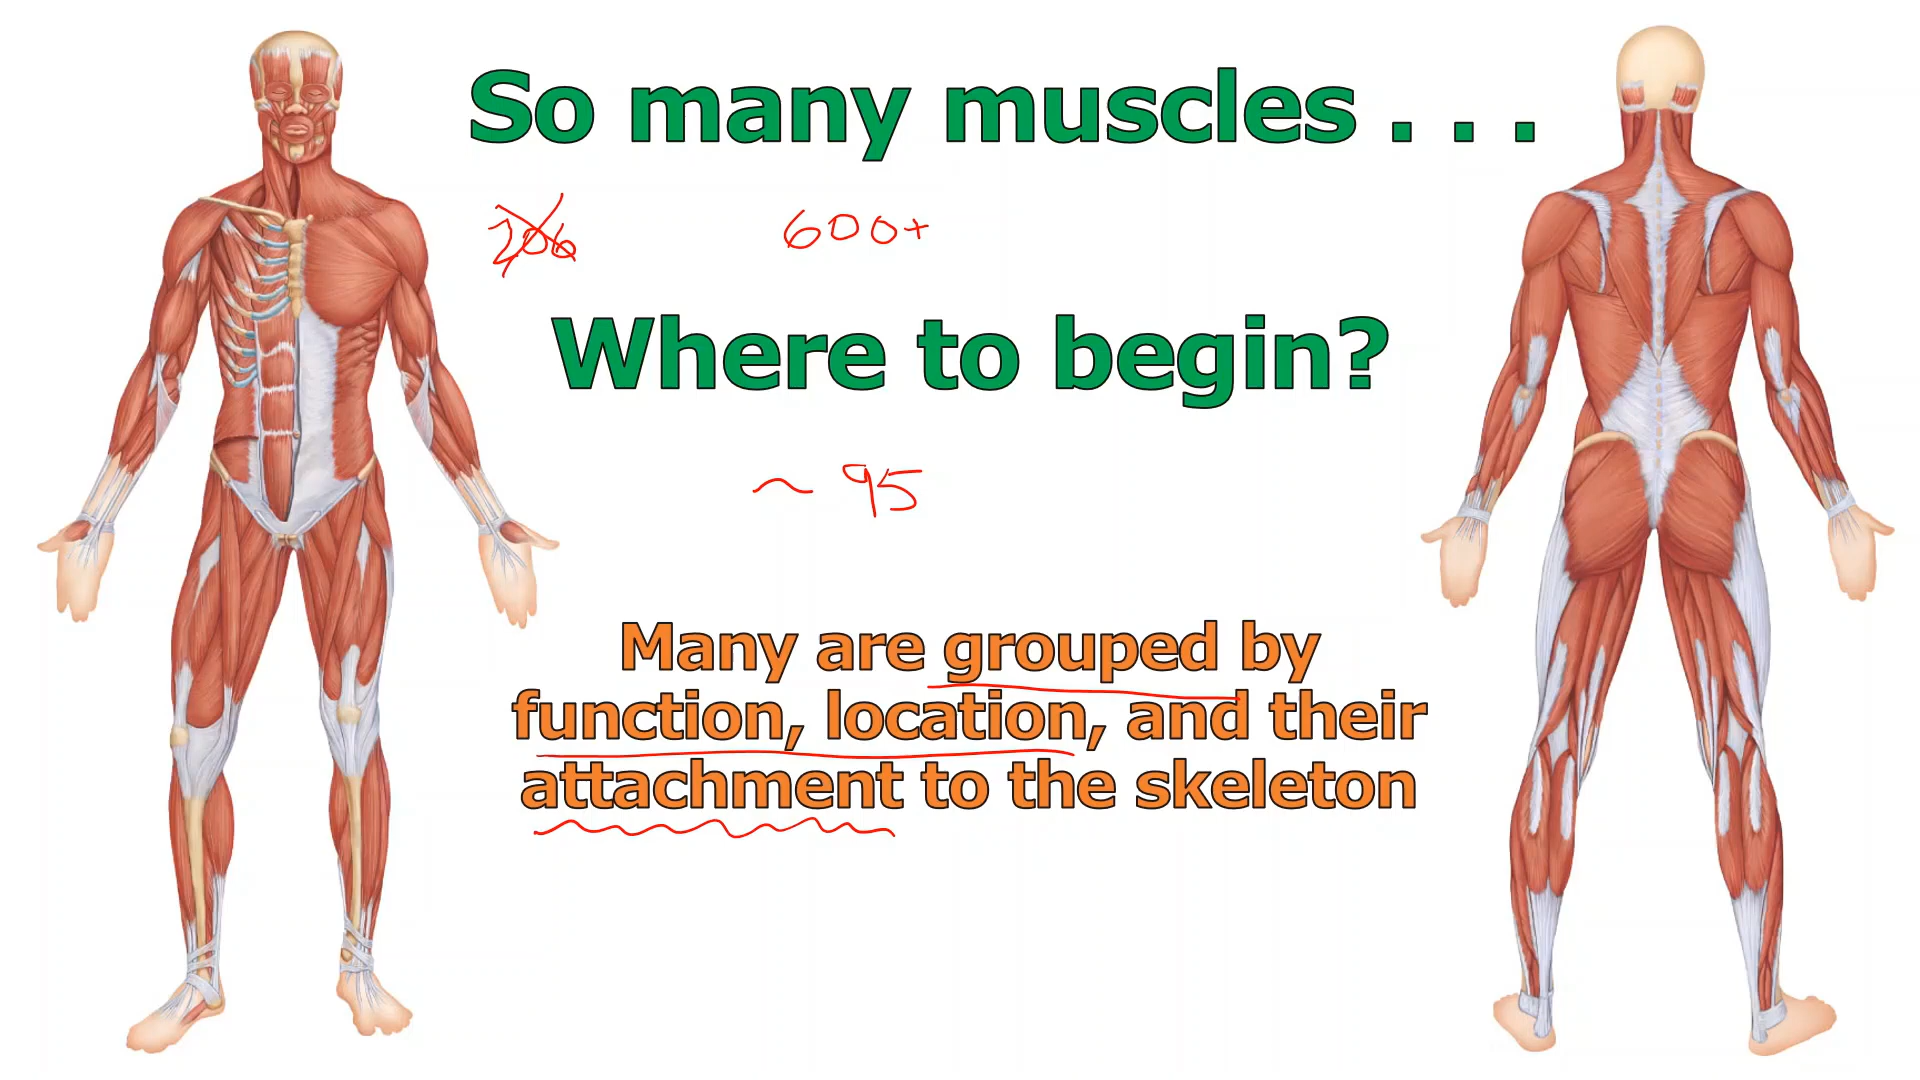 So many muscles . . .
206 600+
Where to begin?
~ 95
Many are grouped by
function, location, and their
attachment to the skeleton